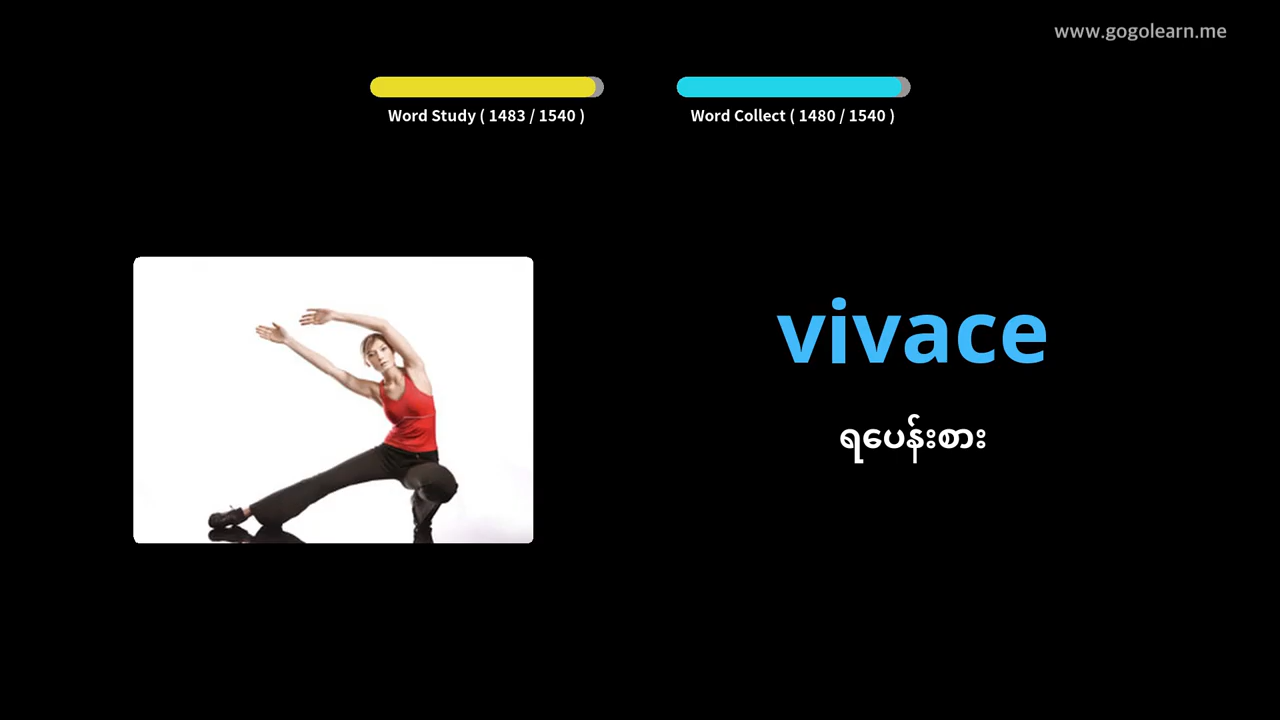 www.gogolearn.me
Word Study ( 1483 / 1540 )
Word Collect ( 1480 / 1540 )
vivace
ရပေန်းစား